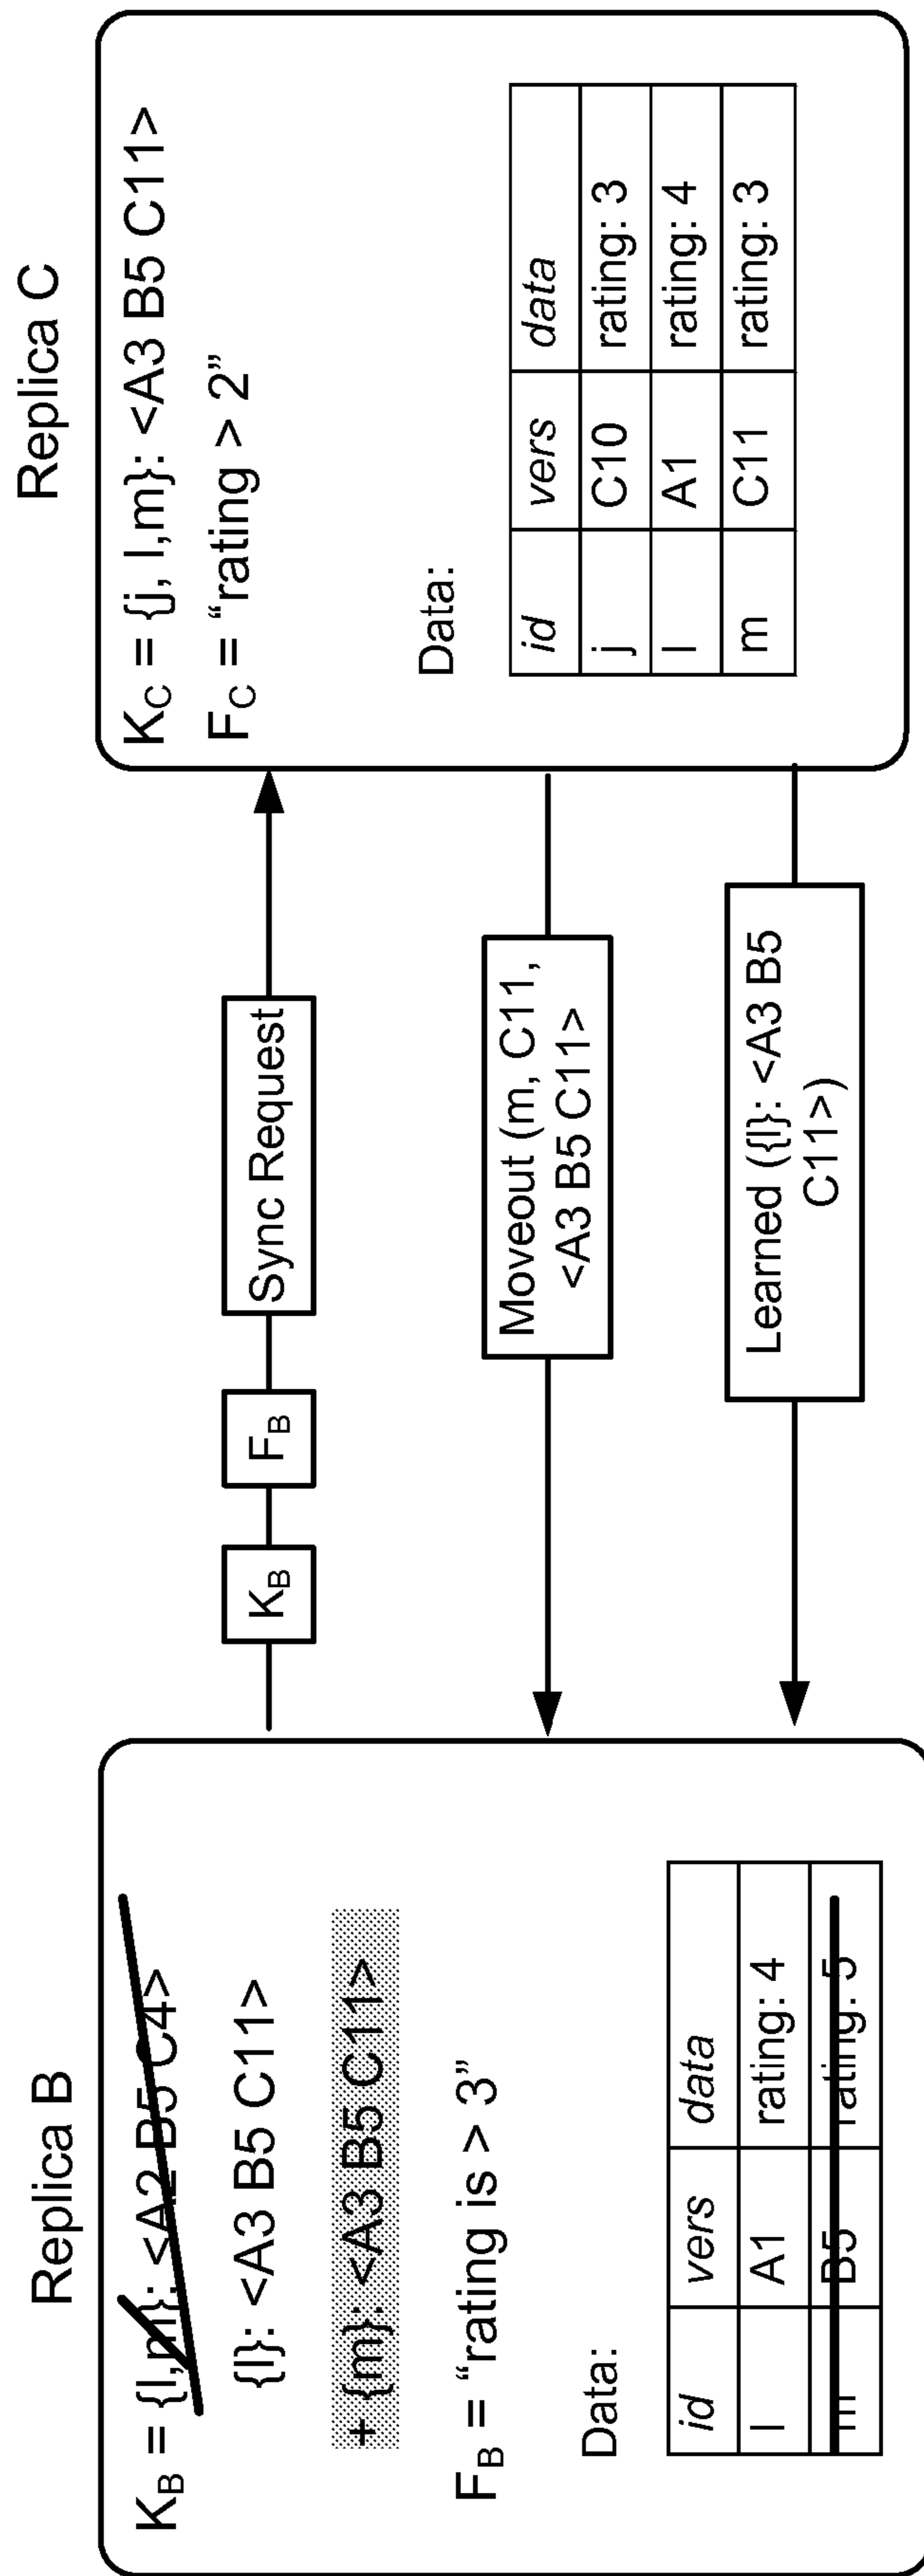 Replica B
K_B = {l,m}: <A2 B5 C4>
{l}: <A3 B5 C11>
+ {m}: <A3 B5 C11>
F_B = “rating is > 3”
Data:
id vers data
l A1 rating: 4
m B5 rating: 5
K_B
F_B
Sync Request
Moveout (m, C11,
<A3 B5 C11>
Learned ({l}: <A3 B5
C11>)
Replica C
K_C = {j, l,m}: <A3 B5 C11>
F_C = “rating > 2”
Data:
id vers data
j C10 rating: 3
l A1 rating: 4
m C11 rating: 3